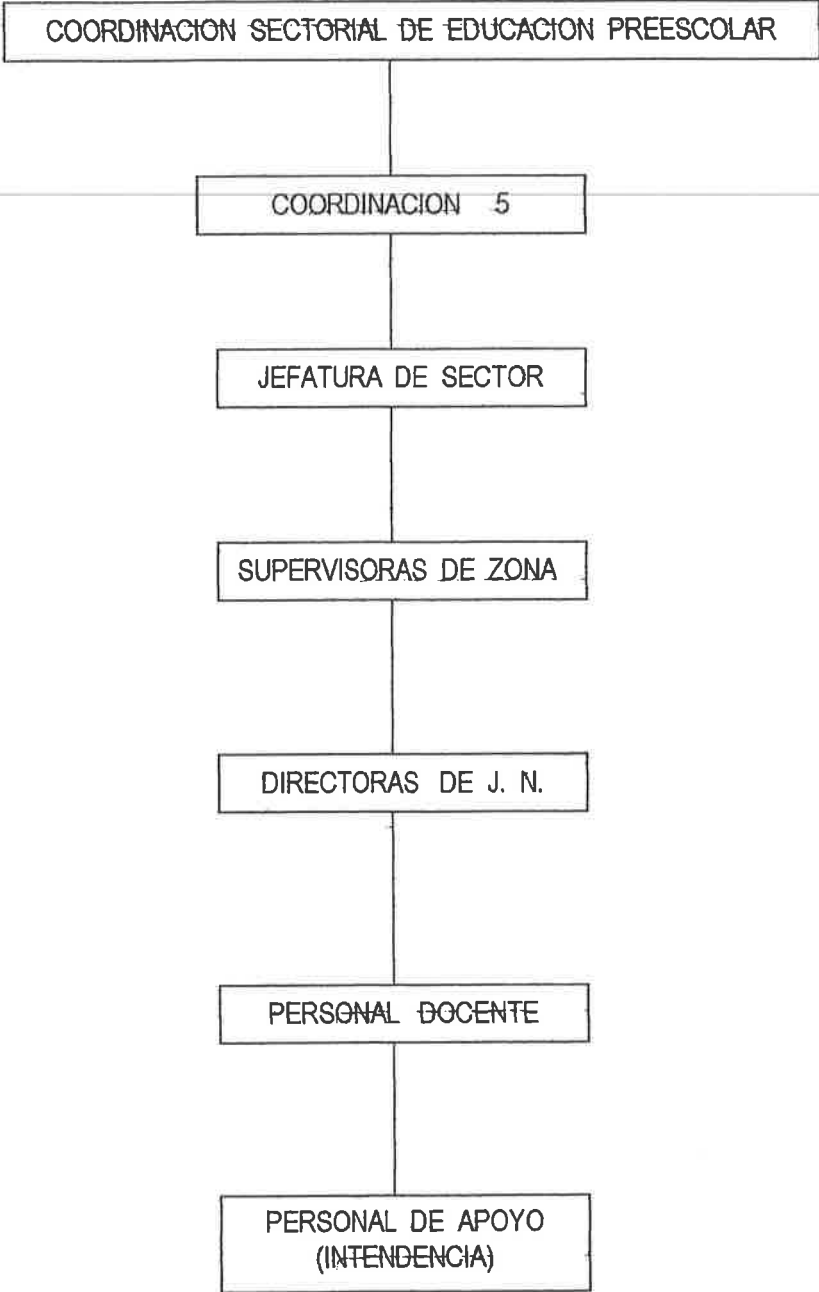 COORDINACION SECTORIAL DE EDUCACION PREESCOLAR
COORDINACION 5
JEFATURA DE SECTOR
SUPERVISORAS DE ZONA
DIRECTORAS DE J. N.
PERSONAL DOCENTE
PERSONAL DE APOYO
(INTENDENCIA)